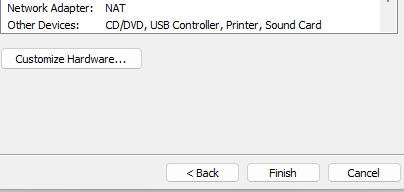 Network Adapter: NAT
Other Devices: CD/DVD, USB Controller, Printer, Sound Card
Customize Hardware...
< Back Finish Cancel